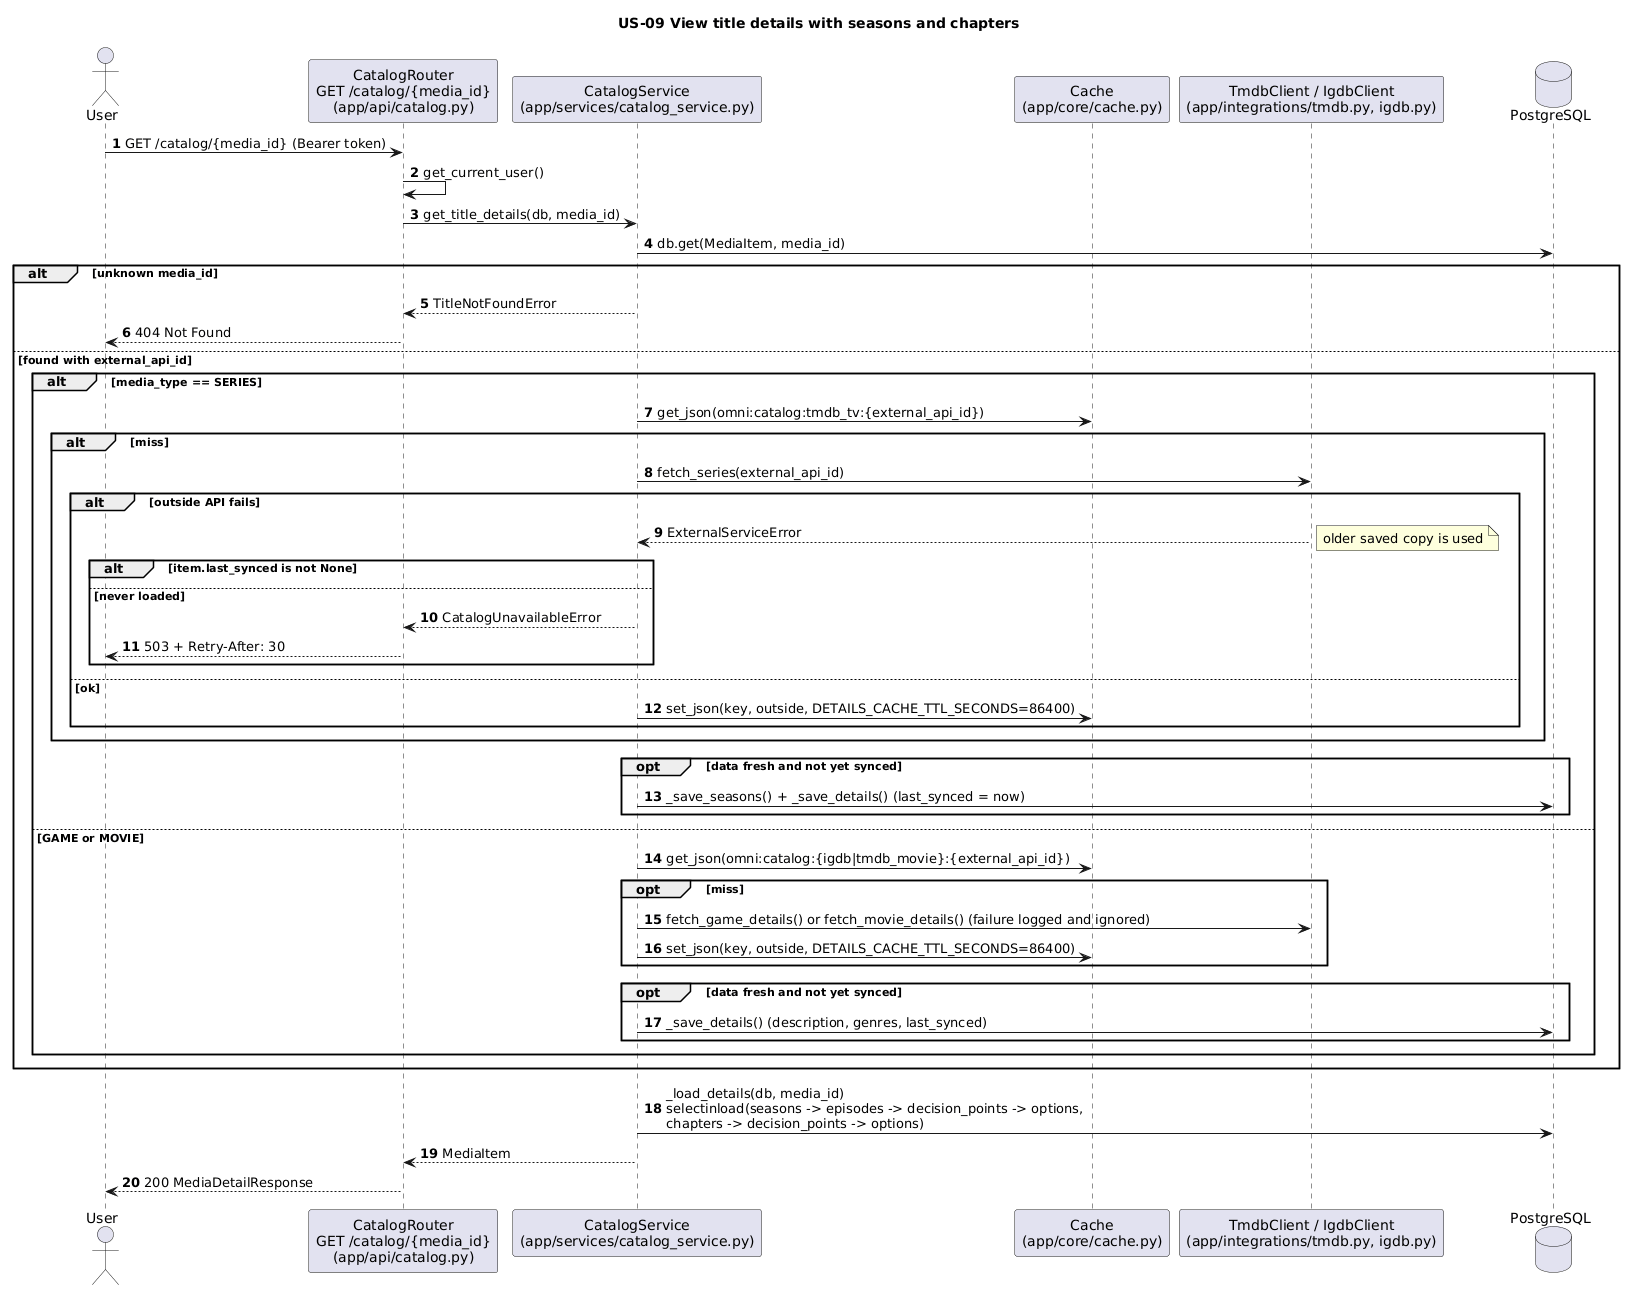 US-09 View title details with seasons and chapters
User
CatalogRouter
GET /catalog/{media_id}
(app/api/catalog.py)
CatalogService
(app/services/catalog_service.py)
Cache
(app/core/cache.py)
TmdbClient / IgdbClient
(app/integrations/tmdb.py, igdb.py)
PostgreSQL
1 GET /catalog/{media_id} (Bearer token)
2 get_current_user()
3 get_title_details(db, media_id)
4 db.get(MediaItem, media_id)
alt [unknown media_id]
5 TitleNotFoundError
6 404 Not Found
[found with external_api_id]
alt [media_type == SERIES]
7 get_json(omni:catalog:tmdb_tv:{external_api_id})
alt [miss]
8 fetch_series(external_api_id)
alt [outside API fails]
9 ExternalServiceError
older saved copy is used
alt [item.last_synced is not None]
[never loaded]
10 CatalogUnavailableError
11 503 + Retry-After: 30
[ok]
12 set_json(key, outside, DETAILS_CACHE_TTL_SECONDS=86400)
opt [data fresh and not yet synced]
13 _save_seasons() + _save_details() (last_synced = now)
[GAME or MOVIE]
14 get_json(omni:catalog:{igdb|tmdb_movie}:{external_api_id})
opt [miss]
15 fetch_game_details() or fetch_movie_details() (failure logged and ignored)
16 set_json(key, outside, DETAILS_CACHE_TTL_SECONDS=86400)
opt [data fresh and not yet synced]
17 _save_details() (description, genres, last_synced)
_load_details(db, media_id)
18 selectinload(seasons -> episodes -> decision_points -> options,
chapters -> decision_points -> options)
19 MediaItem
20 200 MediaDetailResponse
User
CatalogRouter
GET /catalog/{media_id}
(app/api/catalog.py)
CatalogService
(app/services/catalog_service.py)
Cache
(app/core/cache.py)
TmdbClient / IgdbClient
(app/integrations/tmdb.py, igdb.py)
PostgreSQL